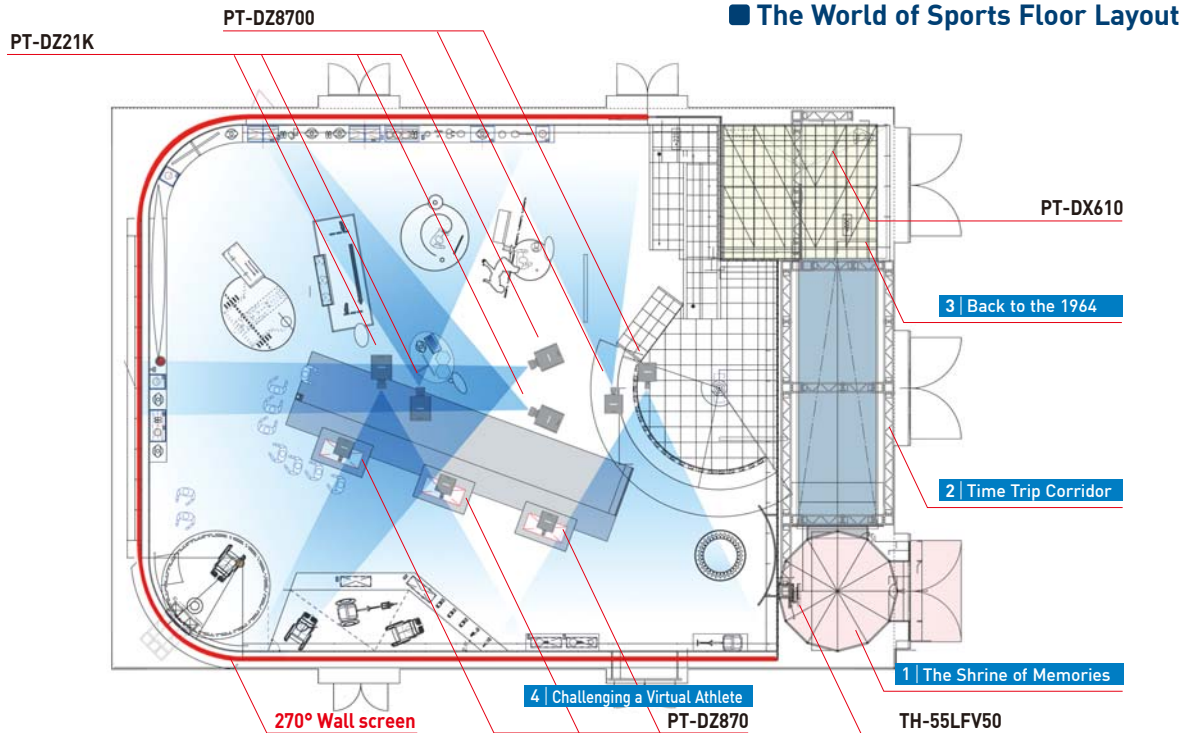 The World of Sports Floor Layout
PT-DZ8700
PT-DZ21K
PT-DX610
3 | Back to the 1964
2 | Time Trip Corridor
1 | The Shrine of Memories
4 | Challenging a Virtual Athlete
270° Wall screen
PT-DZ870
TH-55LFV50